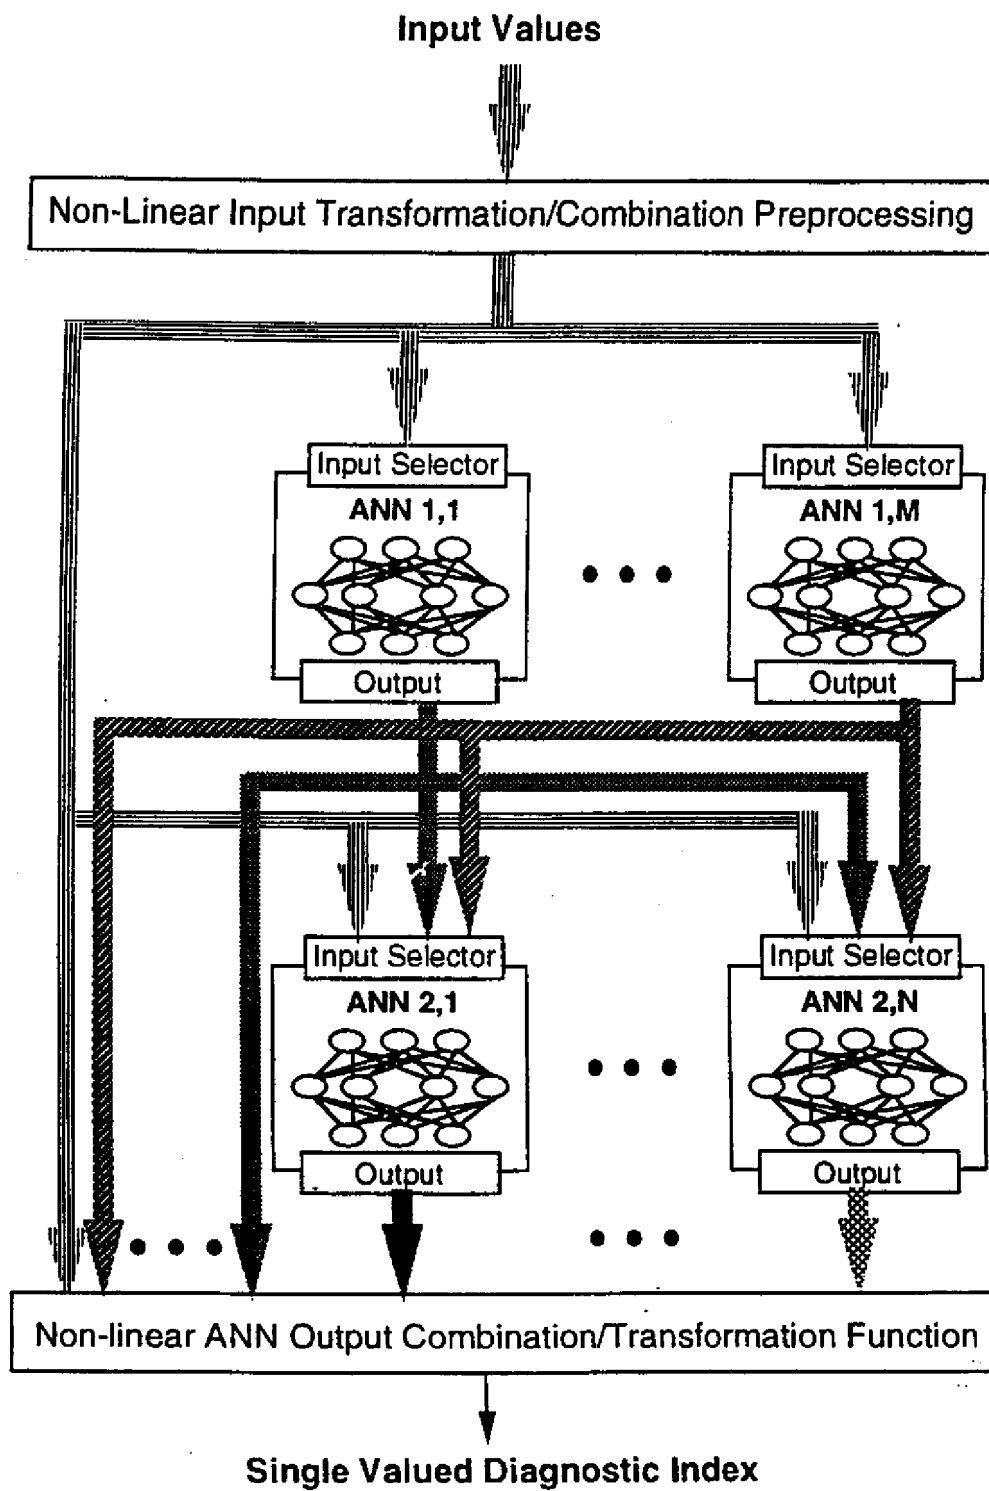 Input Values
Non-Linear Input Transformation/Combination Preprocessing
Input Selector
Input Selector
ANN 1,1
ANN 1,M
Output
Output
Input Selector
Input Selector
ANN 2,1
ANN 2,N
Output
Output
Non-linear ANN Output Combination/Transformation Function
Single Valued Diagnostic Index